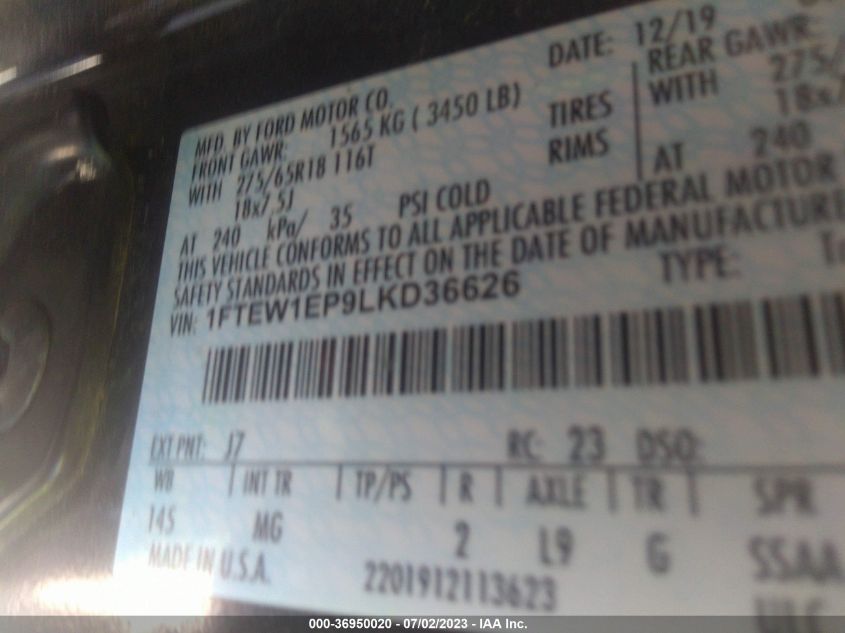 DATE: 12/19
MFD. BY FORD MOTOR CO.
FRONT GAWR: 1565 KG ( 3450 LB)
REAR GAWR:
WITH 275/65R18 116T TIRES
WITH 275/
18x7.5J RIMS
18x7
AT 240 kPa/ 35 PSI COLD
AT 240
THIS VEHICLE CONFORMS TO ALL APPLICABLE FEDERAL MOTOR
SAFETY STANDARDS IN EFFECT ON THE DATE OF MANUFACTURE
VIN: 1FTEW1EP9LKD36626 TYPE:
EXT PNT: J7 RC: 23 DSO:
WB INT TR TP/PS R AXLE TR SPR
145 MG 2 L9 G SSAA
MADE IN U.S.A. 2201912113623
000-36950020 - 07/02/2023 - IAA Inc.